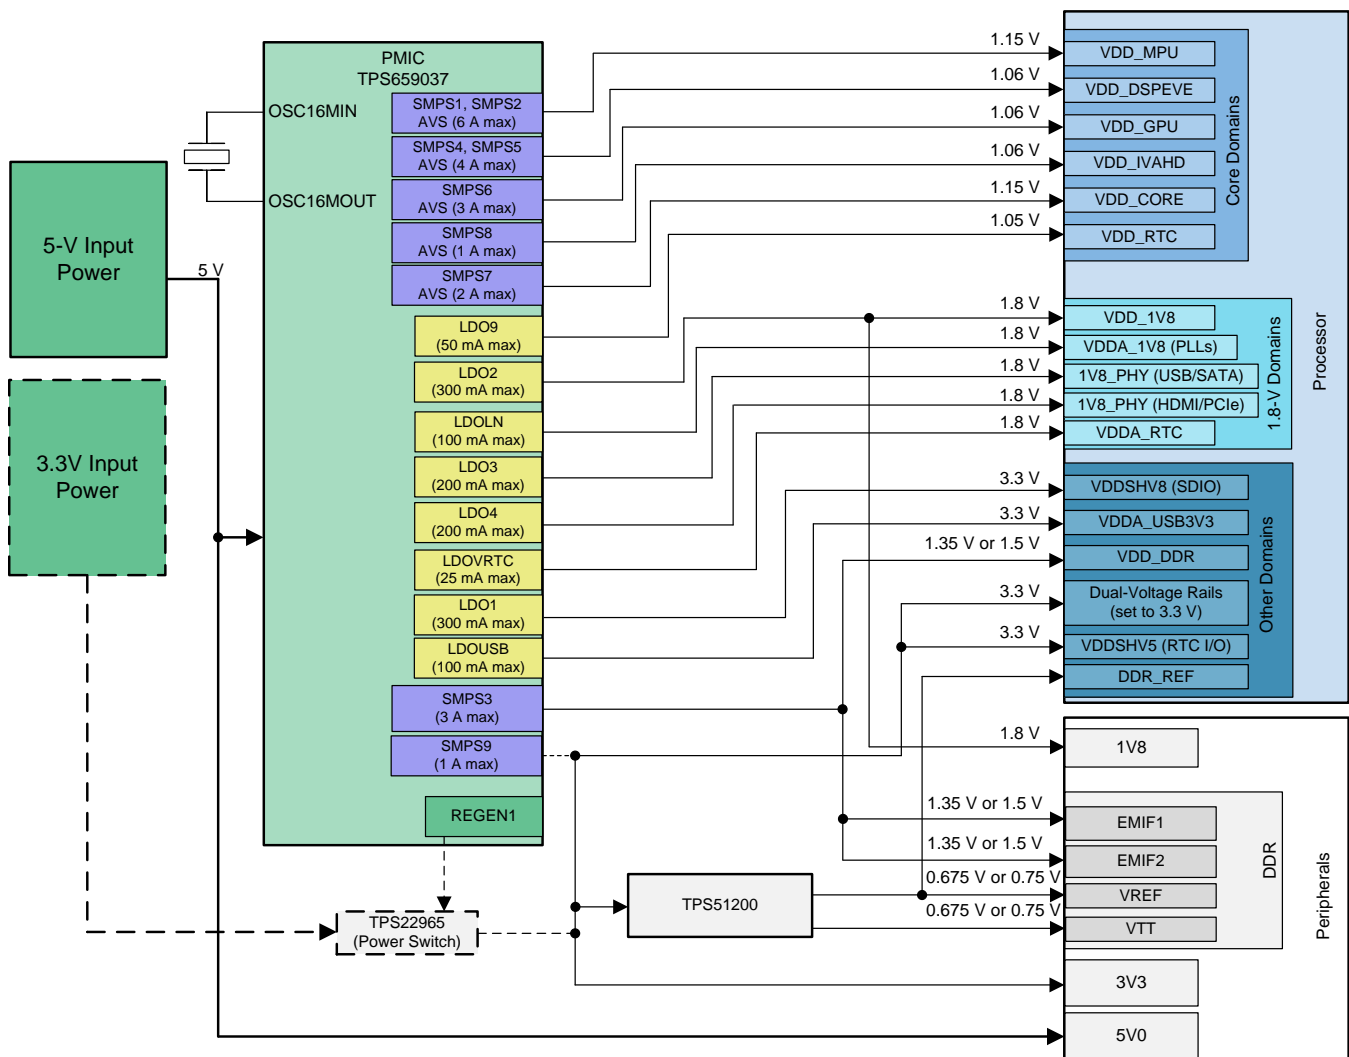 5-V Input
Power
5 V
3.3V Input
Power
PMIC
TPS659037
OSC16MIN
OSC16MOUT
SMPS1, SMPS2
AVS (6 A max)
SMPS4, SMPS5
AVS (4 A max)
SMPS6
AVS (3 A max)
SMPS8
AVS (1 A max)
SMPS7
AVS (2 A max)
LDO9
(50 mA max)
LDO2
(300 mA max)
LDOLN
(100 mA max)
LDO3
(200 mA max)
LDO4
(200 mA max)
LDOVRTC
(25 mA max)
LDO1
(300 mA max)
LDOUSB
(100 mA max)
SMPS3
(3 A max)
SMPS9
(1 A max)
REGEN1
TPS22965
(Power Switch)
TPS51200
1.15 V
VDD_MPU
1.06 V
VDD_DSPEVE
1.06 V
VDD_GPU
1.06 V
VDD_IVAHD
1.15 V
VDD_CORE
1.05 V
VDD_RTC
Core Domains
1.8 V
VDD_1V8
1.8 V
VDDA_1V8 (PLLs)
1.8 V
1V8_PHY (USB/SATA)
1.8 V
1V8_PHY (HDMI/PCIe)
1.8 V
VDDA_RTC
1.8-V Domains
3.3 V
VDDSHV8 (SDIO)
3.3 V
VDDA_USB3V3
1.35 V or 1.5 V
VDD_DDR
3.3 V
Dual-Voltage Rails
(set to 3.3 V)
3.3 V
VDDSHV5 (RTC I/O)
DDR_REF
Other Domains
Processor
1.8 V
1V8
1.35 V or 1.5 V
EMIF1
1.35 V or 1.5 V
EMIF2
0.675 V or 0.75 V
VREF
0.675 V or 0.75 V
VTT
DDR
3V3
5V0
Peripherals